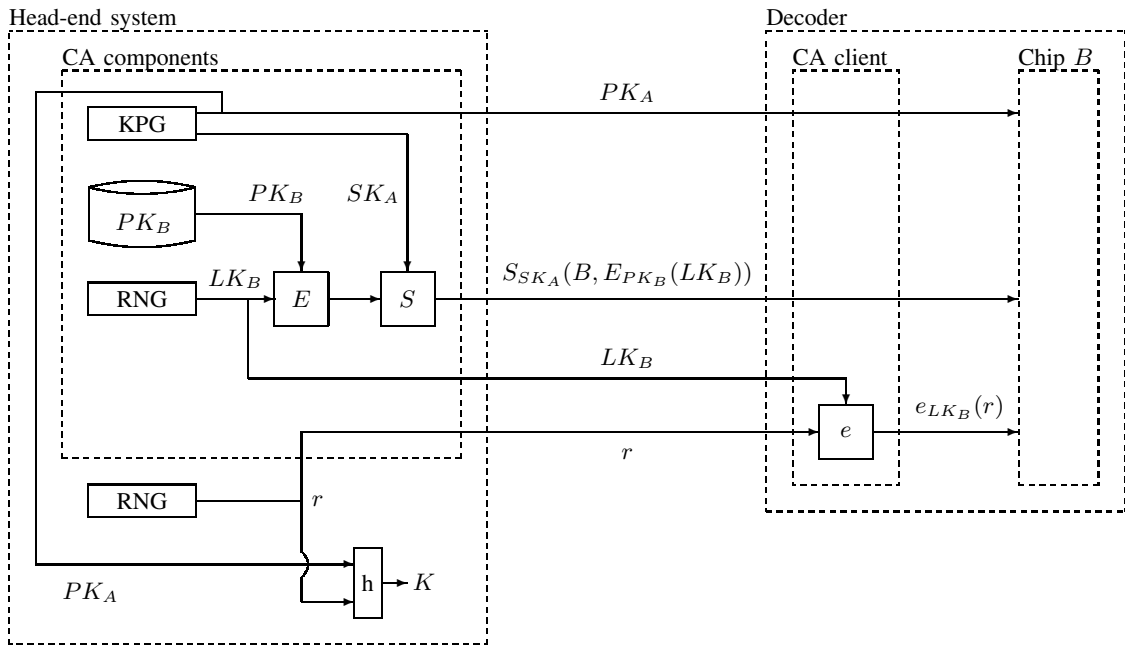 Head-end system
Decoder
CA components
CA client
Chip B
PK_A
KPG
PK_B
SK_A
PK_B
LK_B
S_{SK_A}(B, E_{PK_B}(LK_B))
RNG
E
S
LK_B
e_{LK_B}(r)
e
r
RNG
r
h
K
PK_A